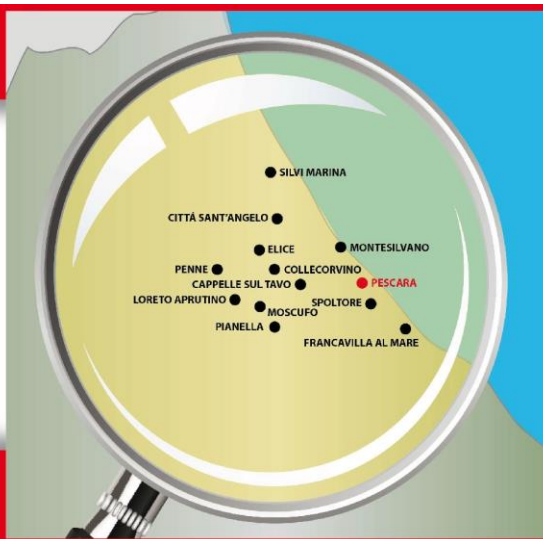 SILVI MARINA
CITTÁ SANT'ANGELO
ELICE
MONTESILVANO
PENNE
COLLECORVINO
CAPPELLE SUL TAVO
PESCARA
LORETO APRUTINO
SPOLTORE
MOSCUFO
PIANELLA
FRANCAVILLA AL MARE